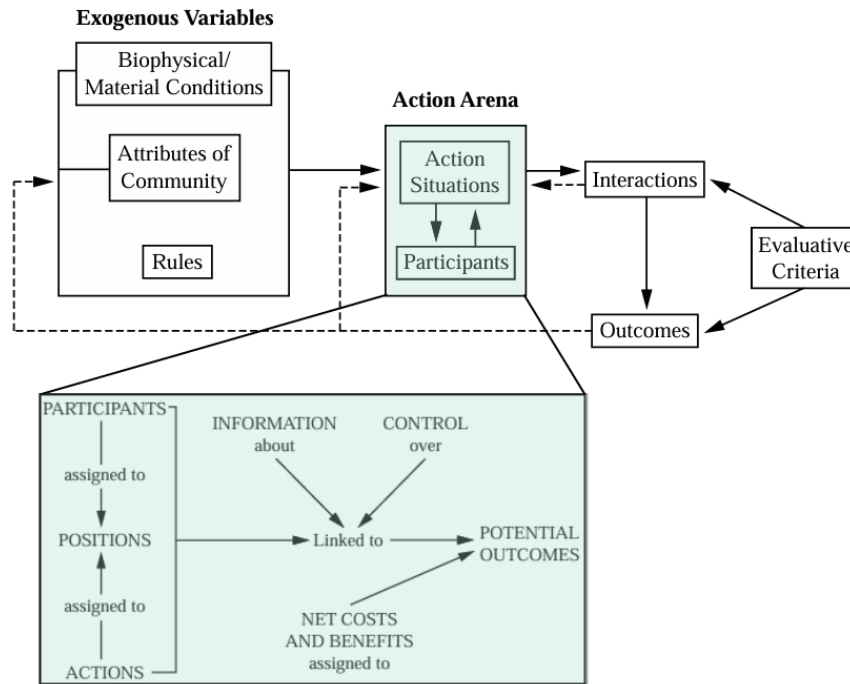 Exogenous Variables
Biophysical/
Material Conditions
Attributes of
Community
Rules
Action Arena
Action
Situations
Participants
Interactions
Outcomes
Evaluative
Criteria
PARTICIPANTS
assigned to
POSITIONS
assigned to
ACTIONS
INFORMATION
about
CONTROL
over
Linked to
POTENTIAL
OUTCOMES
NET COSTS
AND BENEFITS
assigned to